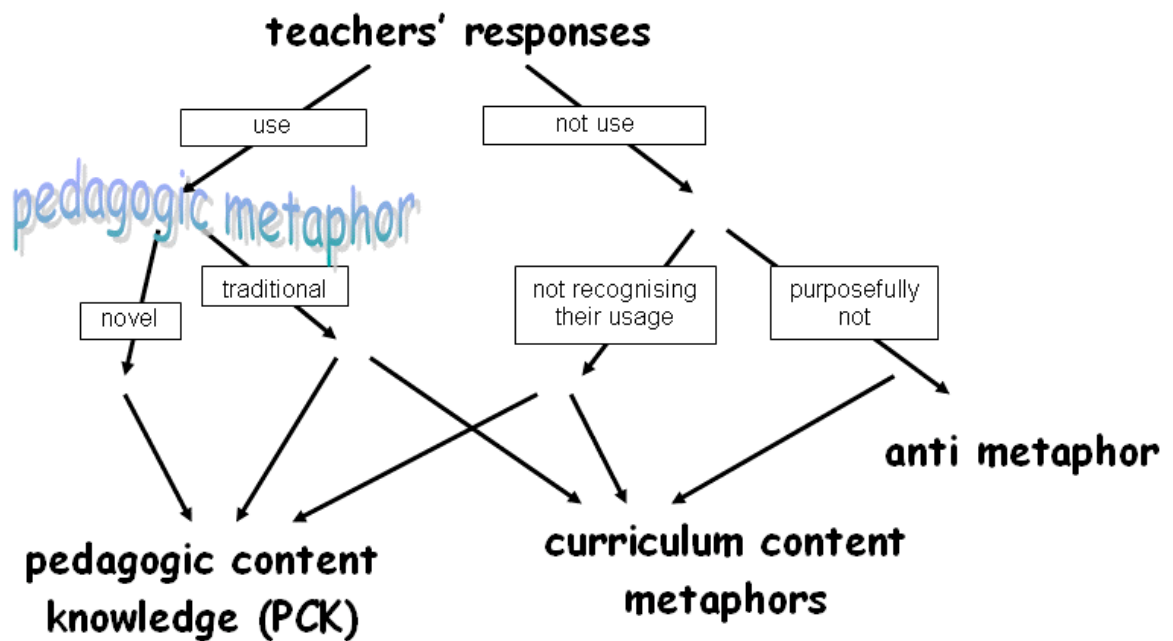 teachers' responses
use
not use
pedagogic metaphor
traditional
novel
not recognising
their usage
purposefully
not
anti metaphor
pedagogic content
knowledge (PCK)
curriculum content
metaphors